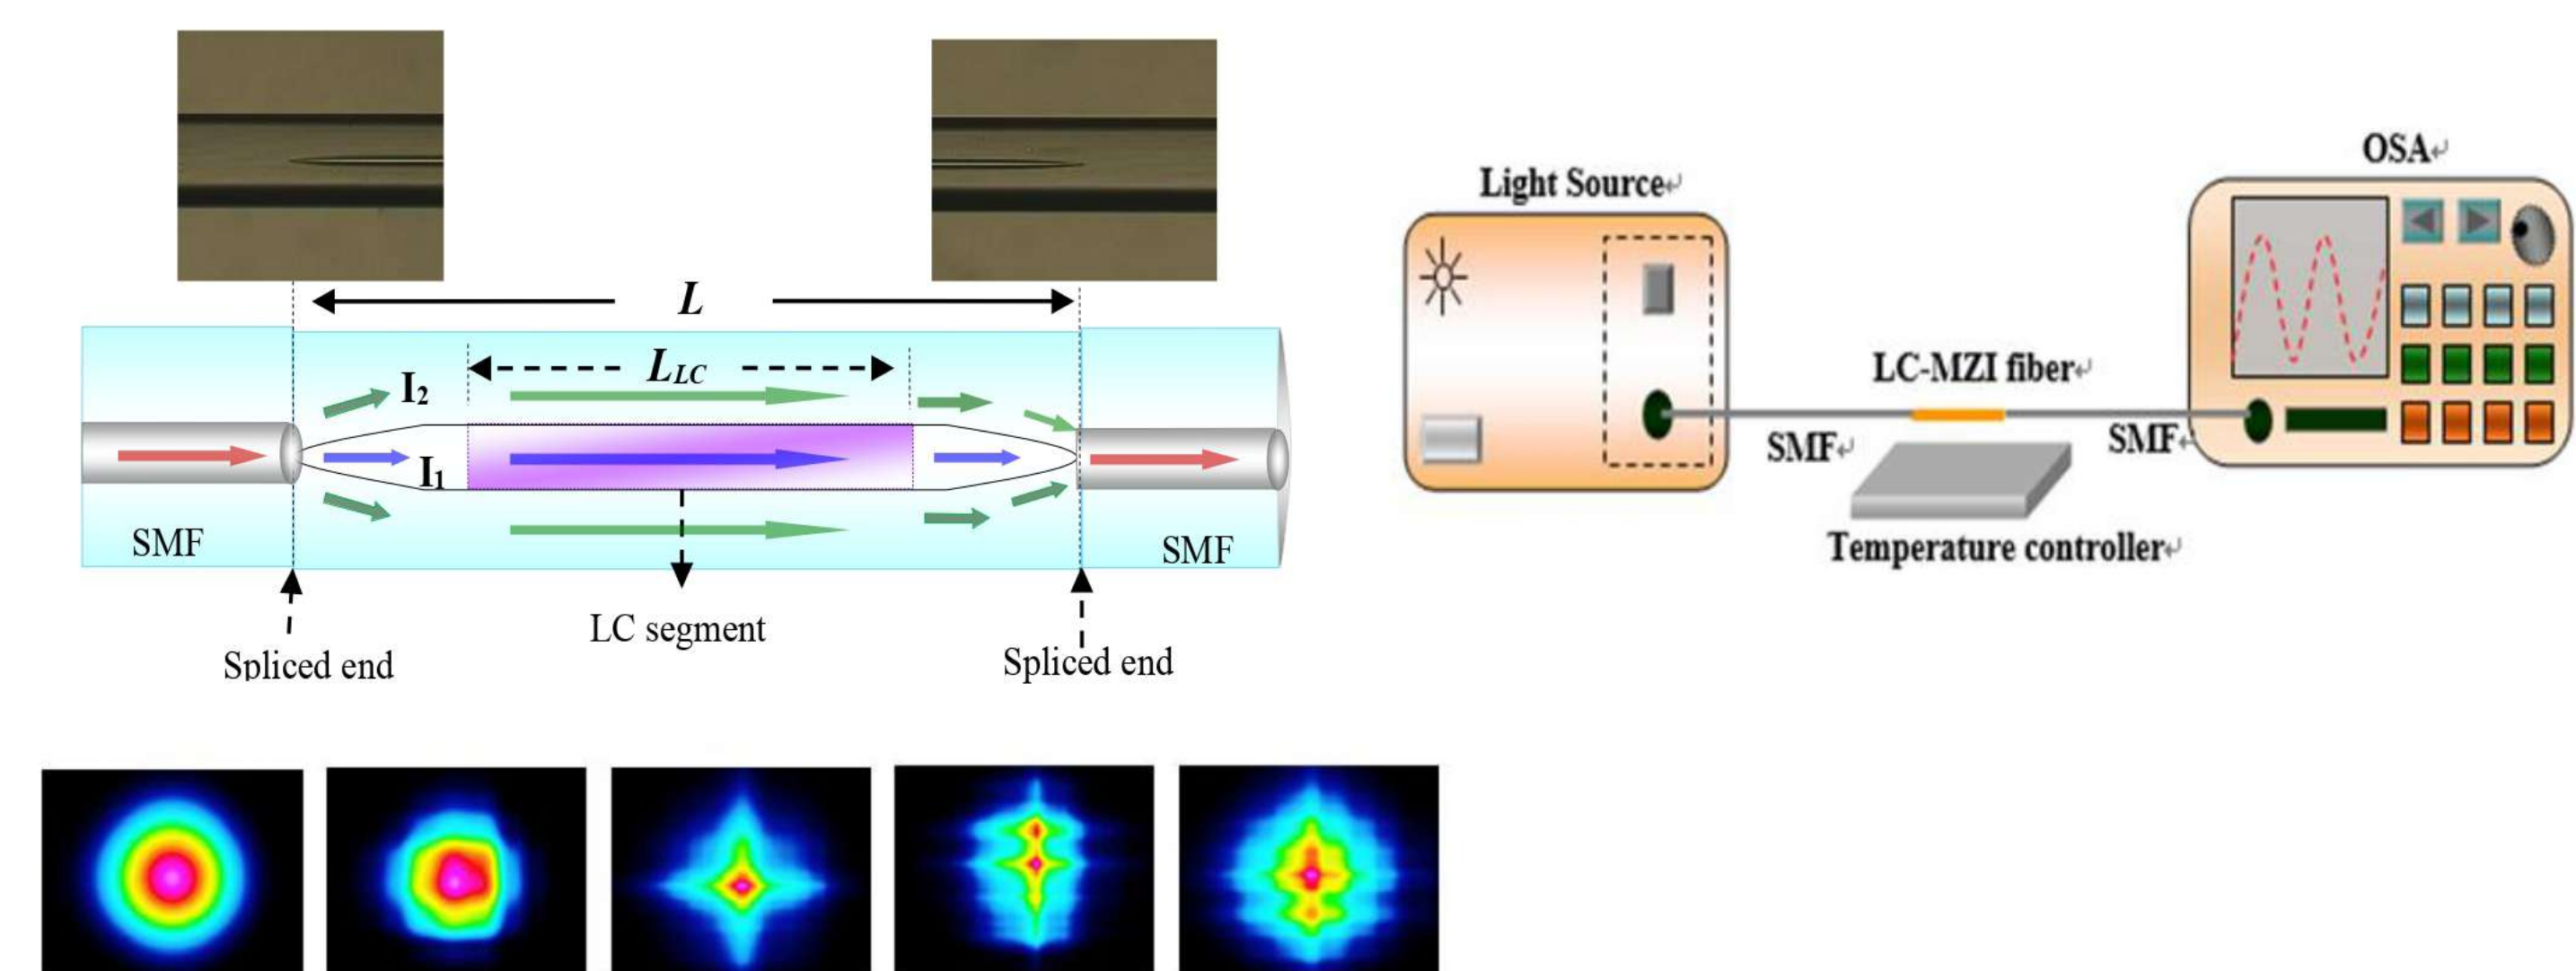 L
L_LC
I₂
I₁
SMF
SMF
LC segment
Spliced end
Spliced end
Light Source↵
OSA↵
LC-MZI fiber↵
SMF↵
SMF↵
Temperature controller↵